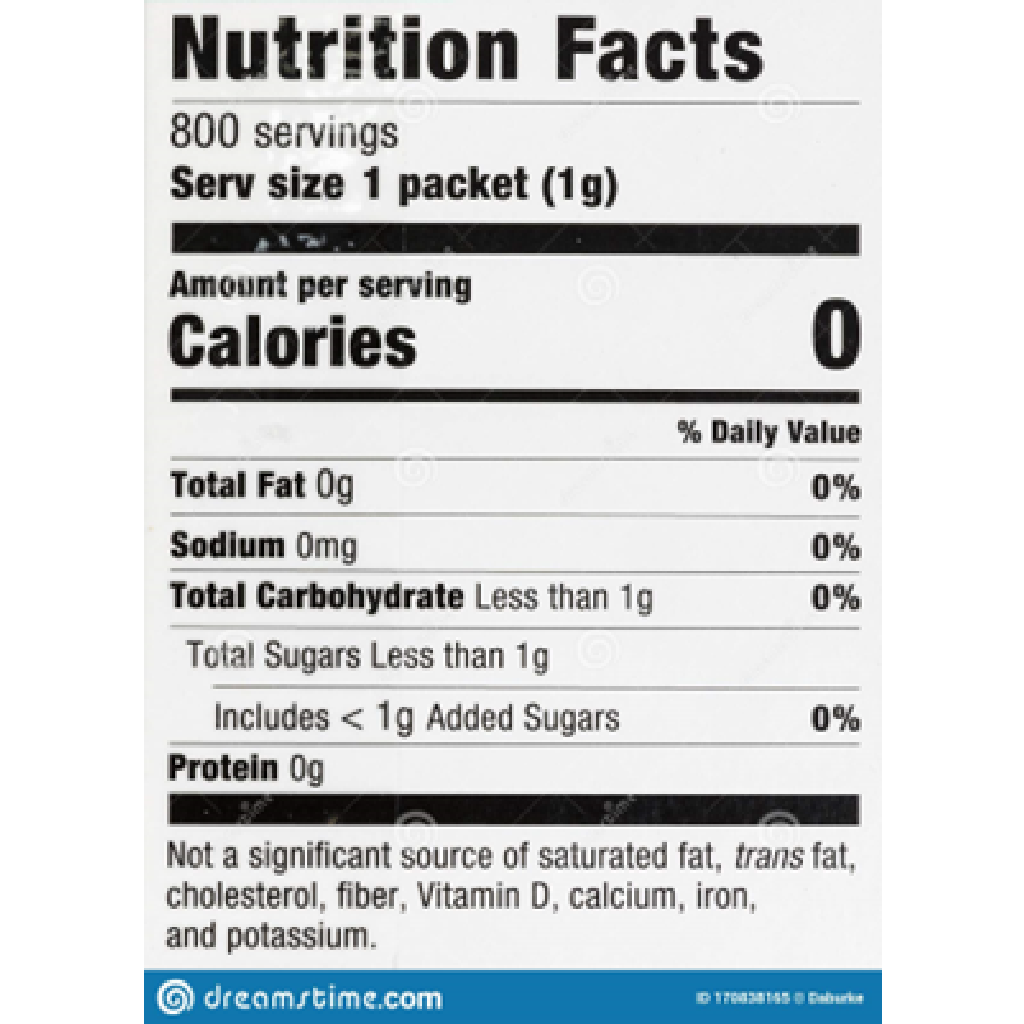 Nutrition Facts
800 servings
Serv size 1 packet (1g)
Amount per serving
Calories 0
% Daily Value
Total Fat 0g 0%
Sodium 0mg 0%
Total Carbohydrate Less than 1g 0%
Total Sugars Less than 1g
Includes < 1g Added Sugars 0%
Protein 0g
Not a significant source of saturated fat, trans fat,
cholesterol, fiber, Vitamin D, calcium, iron,
and potassium.
dreamstime.com ID 170838165 © Daburke